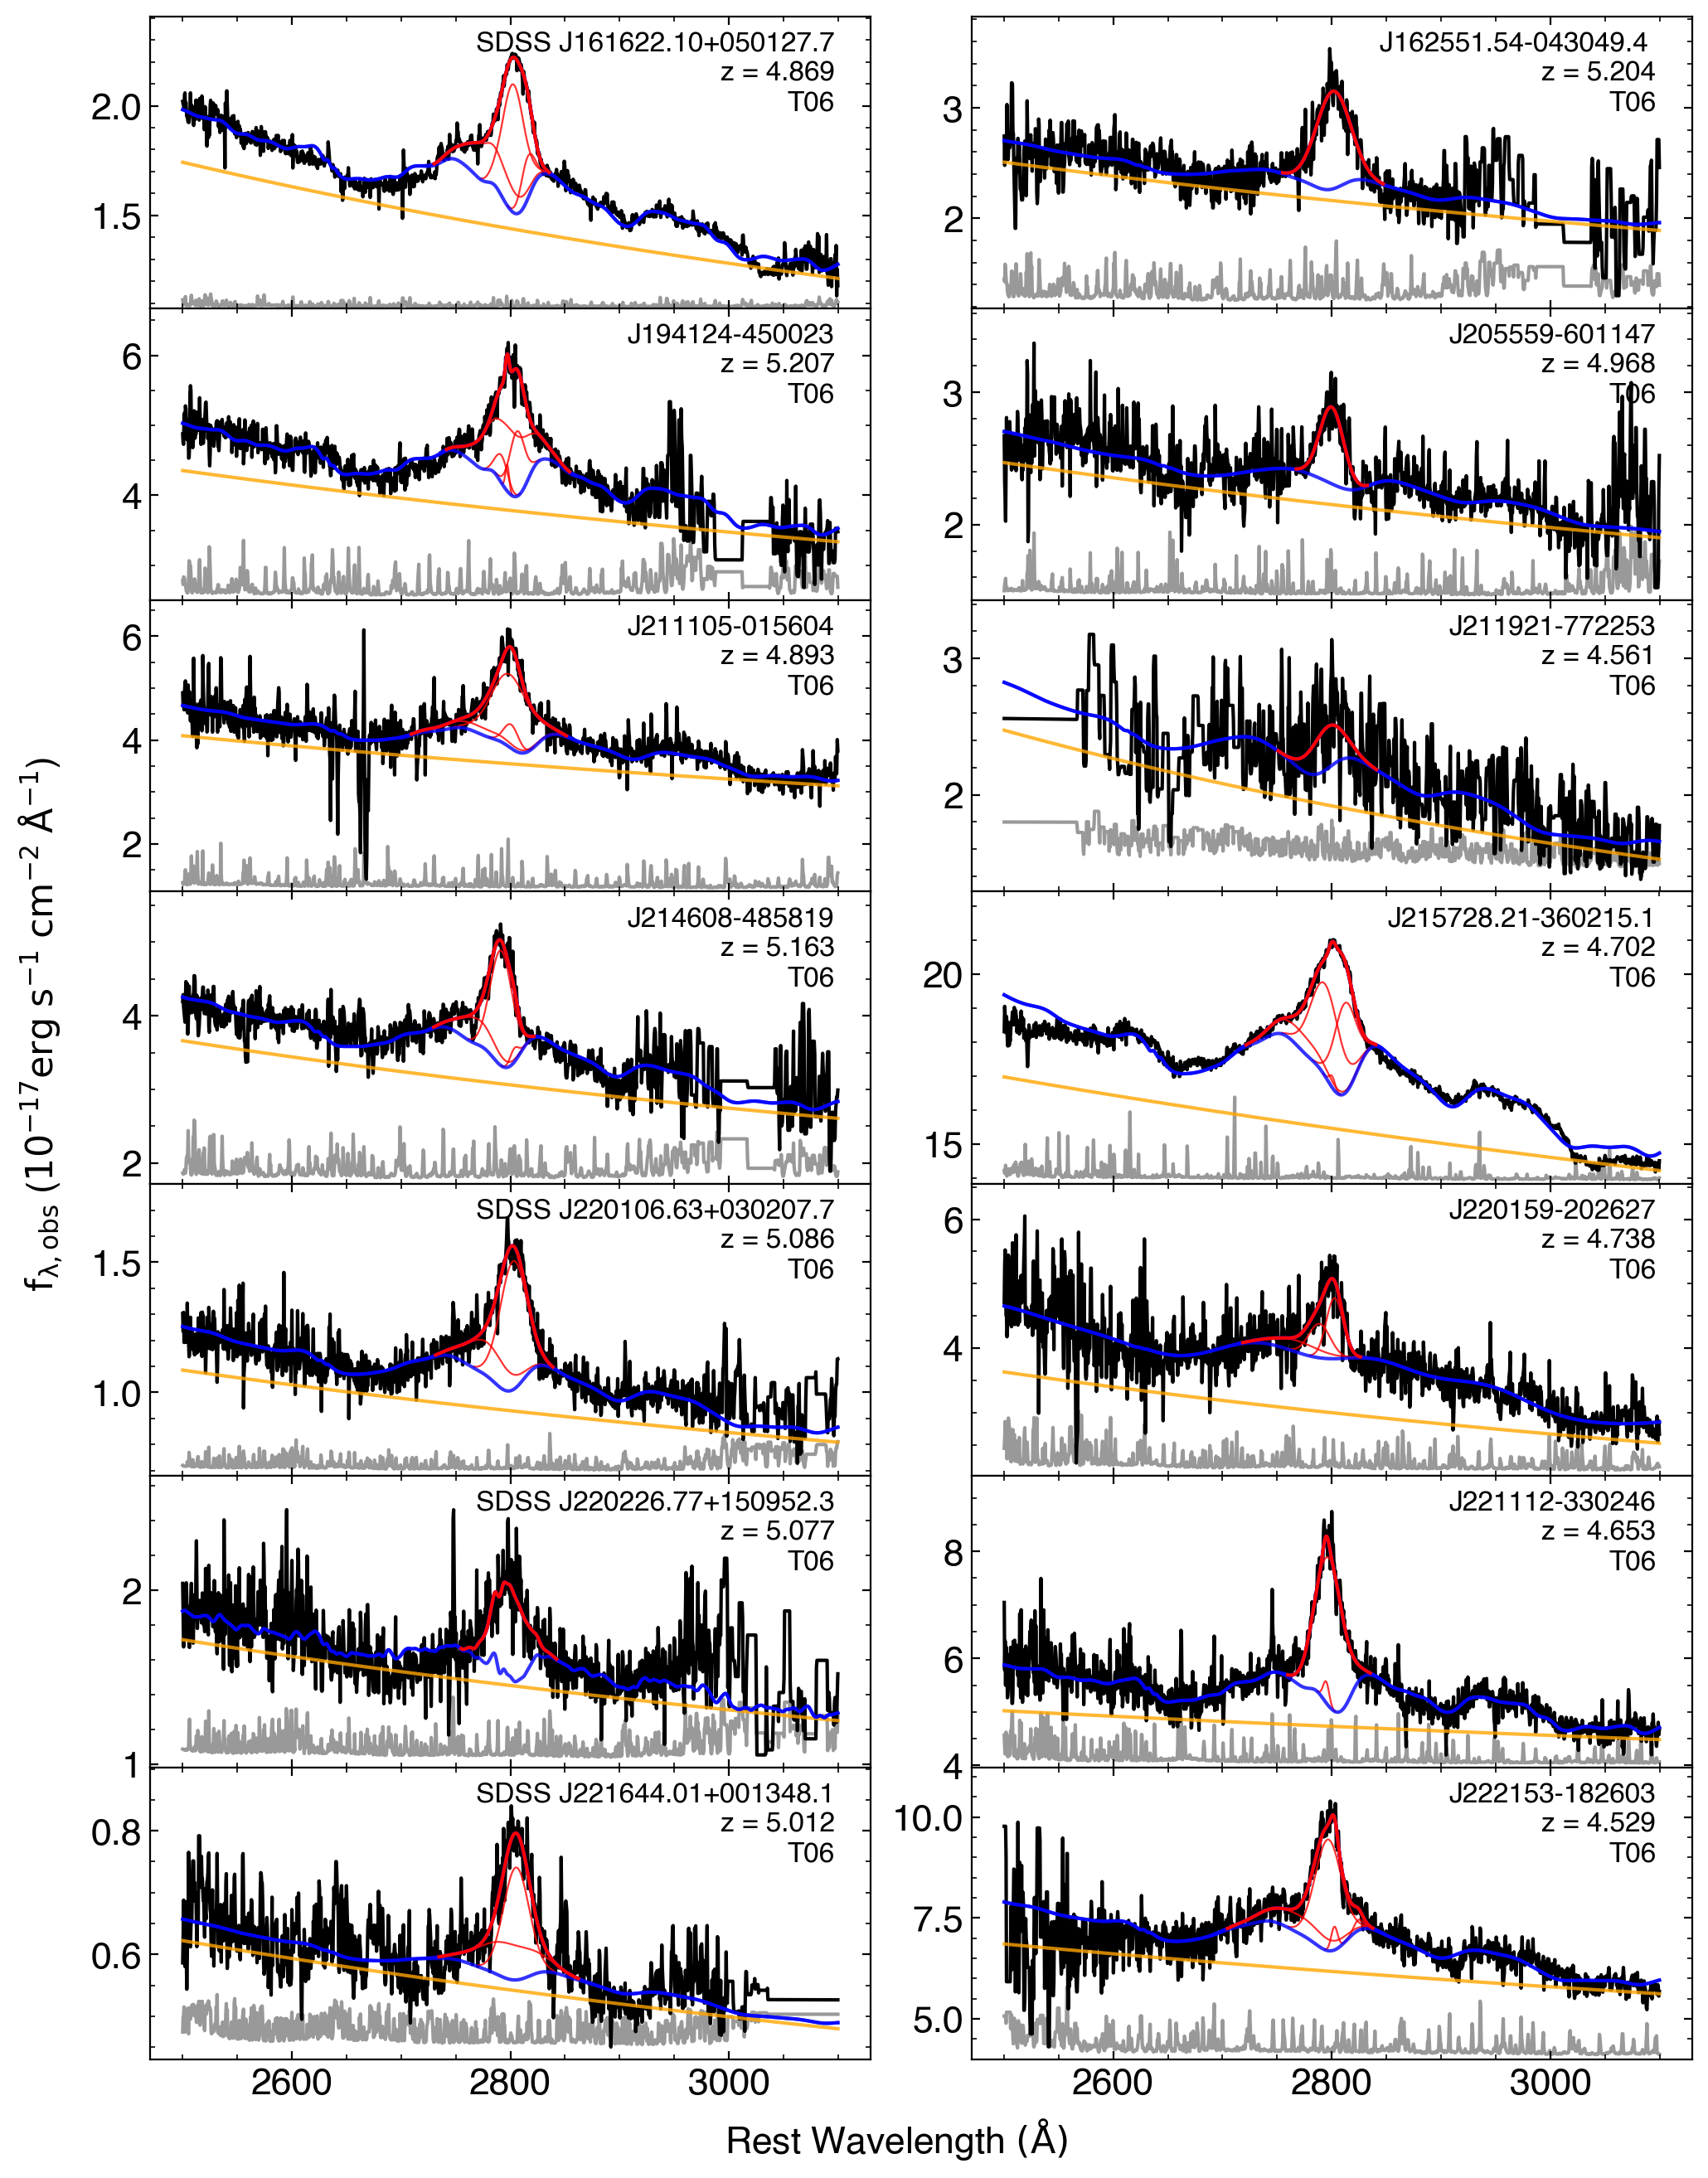 SDSS J161622.10+050127.7
z = 4.869
T06
2.0
1.5
J162551.54-043049.4
z = 5.204
T06
3
2
J194124-450023
z = 5.207
T06
6
4
J205559-601147
z = 4.968
T06
3
2
J211105-015604
z = 4.893
T06
6
4
2
J211921-772253
z = 4.561
T06
3
2
J214608-485819
z = 5.163
T06
4
2
J215728.21-360215.1
z = 4.702
T06
20
15
SDSS J220106.63+030207.7
z = 5.086
T06
1.5
1.0
J220159-202627
z = 4.738
T06
6
4
SDSS J220226.77+150952.3
z = 5.077
T06
2
1
J221112-330246
z = 4.653
T06
8
6
4
SDSS J221644.01+001348.1
z = 5.012
T06
0.8
0.6
J222153-182603
z = 4.529
T06
10.0
7.5
5.0
2600 2800 3000
2600 2800 3000
Rest Wavelength (Å)
fλ, obs (10−17erg s−1 cm−2 Å−1)